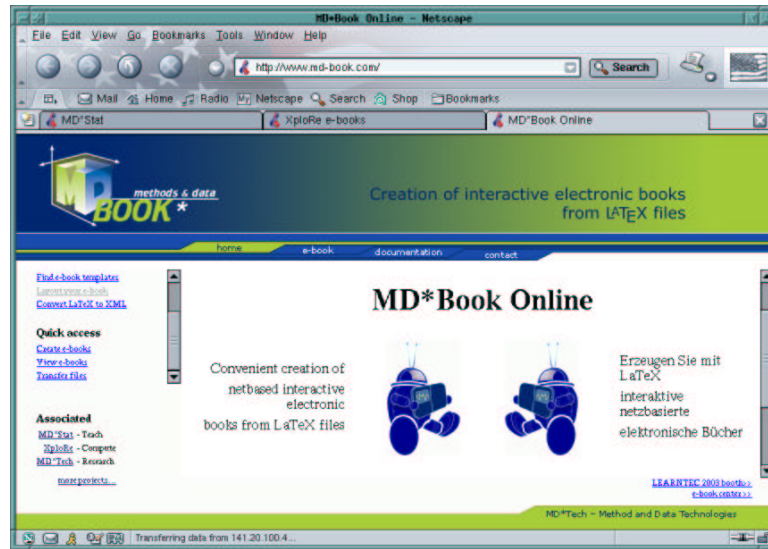 MD*Book Online - Netscape
File Edit View Go Bookmarks Tools Window Help
http://www.md-book.com/
Search
Mail Home Radio My Netscape Search Shop Bookmarks
MD*Stat
XploRe e-books
MD*Book Online
MD
BOOK*
methods & data
Creation of interactive electronic books
from LATEX files
home
e-book
documentation
contact
Find e-book templates
Layout your e-book
Convert LaTeX to XML
Quick access
Create e-books
View e-books
Transfer files
Associated
MD*Stat - Teach
XploRe - Compute
MD*Tech - Research
more projects...
MD*Book Online
Convenient creation of
netbased interactive
electronic
books from LaTeX files
Erzeugen Sie mit
LaTeX
interaktive
netzbasierte
elektronische Bücher
LEARNTEC 2003 booth>>
e-book center>>
MD*Tech - Method and Data Technologies
Transferring data from 141.20.100.4...